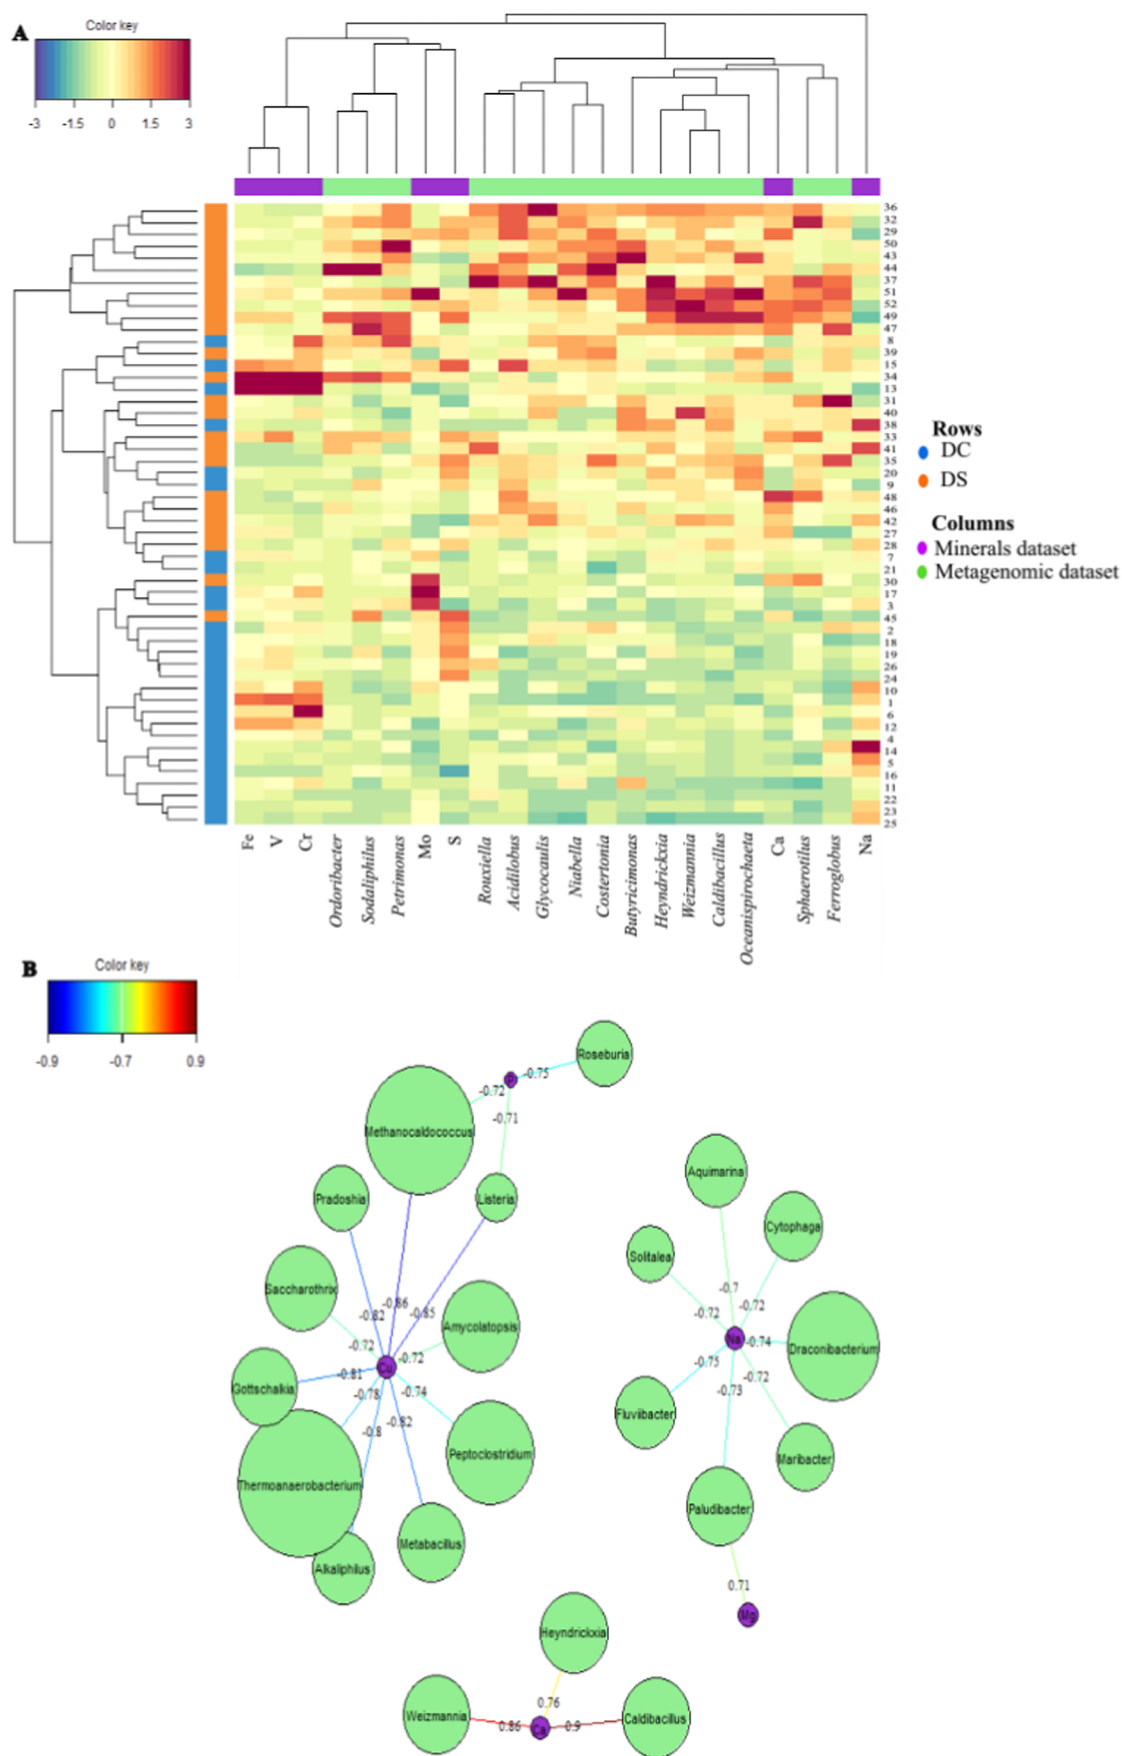 A
Color key
-3 -1.5 0 1.5 3
36
32
29
50
43
44
37
51
52
49
47
8
39
15
34
13
31
40
38
33
41
35
20
9
48
46
42
27
28
7
21
30
17
3
45
2
18
19
26
24
10
1
6
12
4
14
5
16
11
22
23
25
Rows
DC
DS
Columns
Minerals dataset
Metagenomic dataset
Fe
V
Cr
Ordoribacter
Sodaliphilus
Petrimonas
Mo
S
Rouxiella
Acidilobus
Glycocaulis
Niabella
Costertonia
Butyricimonas
Heyndrickxia
Weizmannia
Caldibacillus
Oceanispirochaeta
Ca
Sphaerotilus
Ferroglobus
Na
B
Color key
-0.9 -0.7 0.9
Roseburia
P
-0.75
-0.72
-0.71
Methanocaldococcus
Pradoshia
Listeria
Saccharothrix
Amycolatopsis
-0.86
-0.82
-0.85
-0.72
-0.72
Cu
-0.81
-0.78
-0.74
-0.8
-0.82
Gottschalkia
Thermoanaerobacterium
Peptoclostridium
Alkaliphilus
Metabacillus
Aquimarina
Cytophaga
Solitalea
-0.7
-0.72
-0.72
Na
-0.74
Draconibacterium
-0.75
-0.72
-0.73
Fluviibacter
Maribacter
Paludibacter
0.71
Mg
Heyndrickxia
0.76
Weizmannia
0.86
Ca
0.9
Caldibacillus